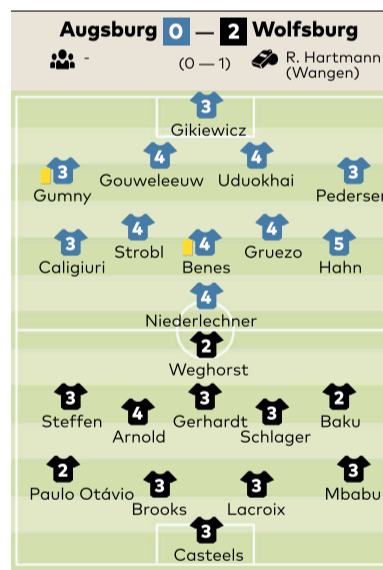 Augsburg 0 — 2 Wolfsburg
- (0 — 1) R. Hartmann
(Wangen)
3
Gikiewicz
3 4 4 3
Gumny Gouweleeuw Uduokhai Pedersen
3 4 4 4 5
Caligiuri Strobl Benes Gruezo Hahn
4
Niederlechner
2
Weghorst
3 4 3 3 2
Steffen Arnold Gerhardt Schlager Baku
2 3 3 3
Paulo Otávio Brooks Lacroix Mbabu
3
Casteels